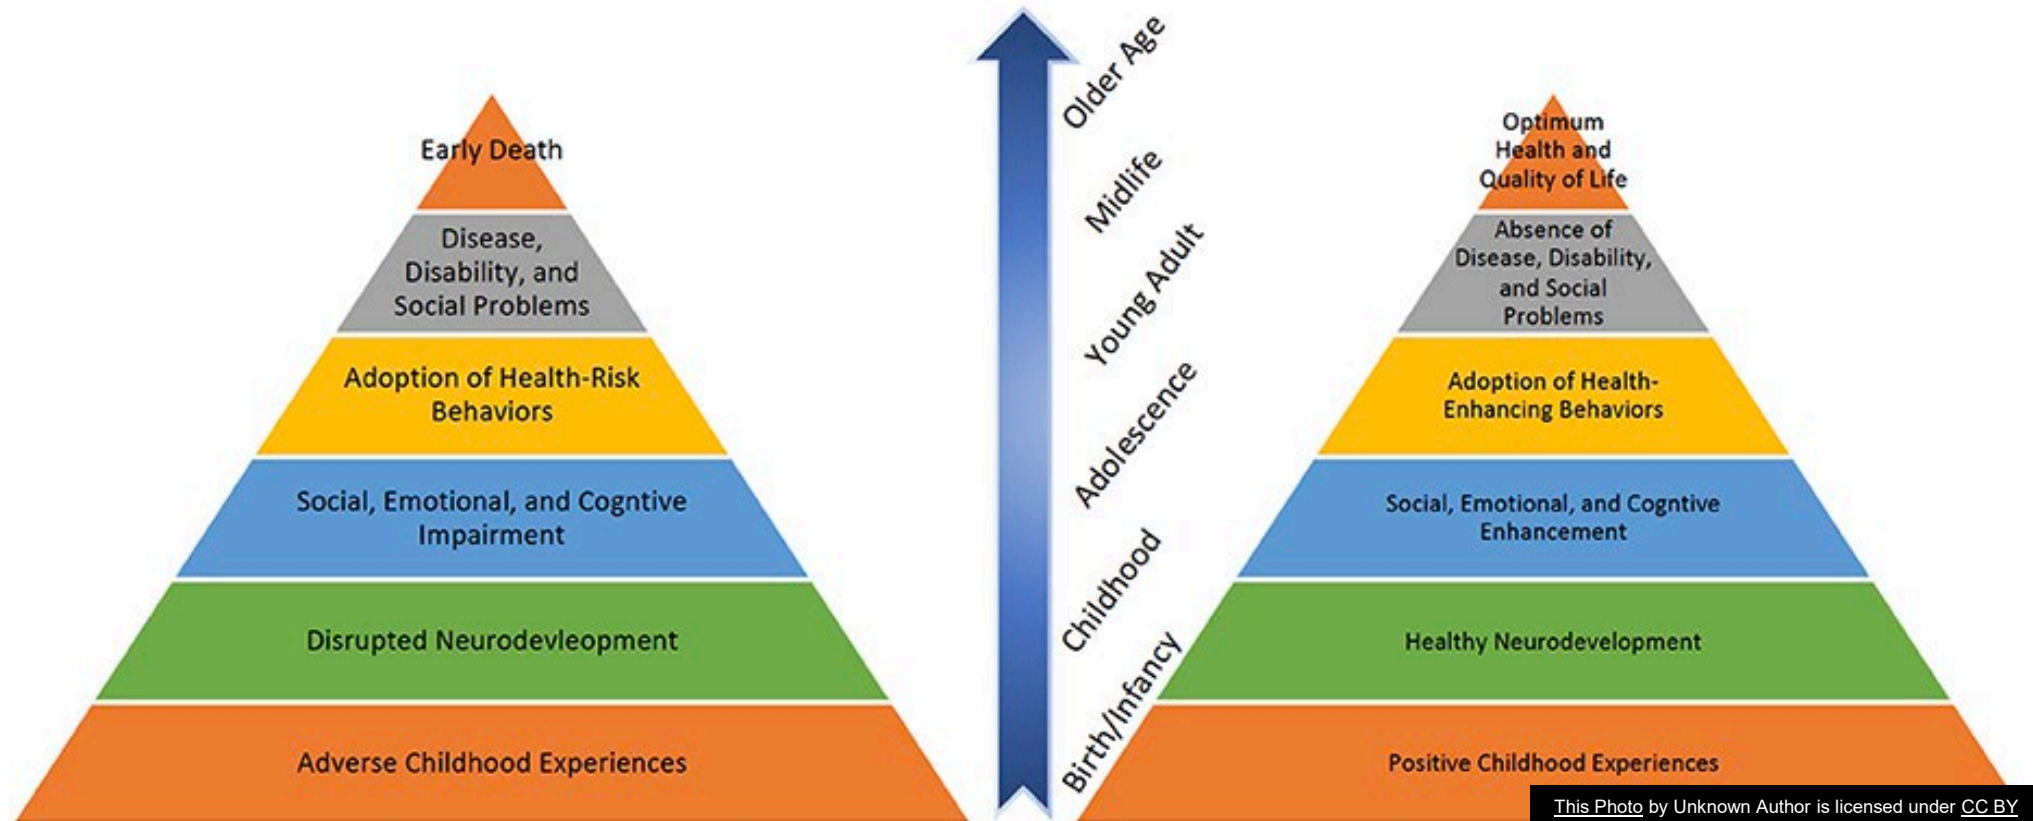 Early Death
Disease,
Disability, and
Social Problems
Adoption of Health-Risk
Behaviors
Social, Emotional, and Cogntive
Impairment
Disrupted Neurodevleopment
Adverse Childhood Experiences
Older Age
Midlife
Young Adult
Adolescence
Childhood
Birth/Infancy
Optimum
Health and
Quality of Life
Absence of
Disease, Disability,
and Social
Problems
Adoption of Health-
Enhancing Behaviors
Social, Emotional, and Cogntive
Enhancement
Healthy Neurodevelopment
Positive Childhood Experiences
This Photo by Unknown Author is licensed under CC BY